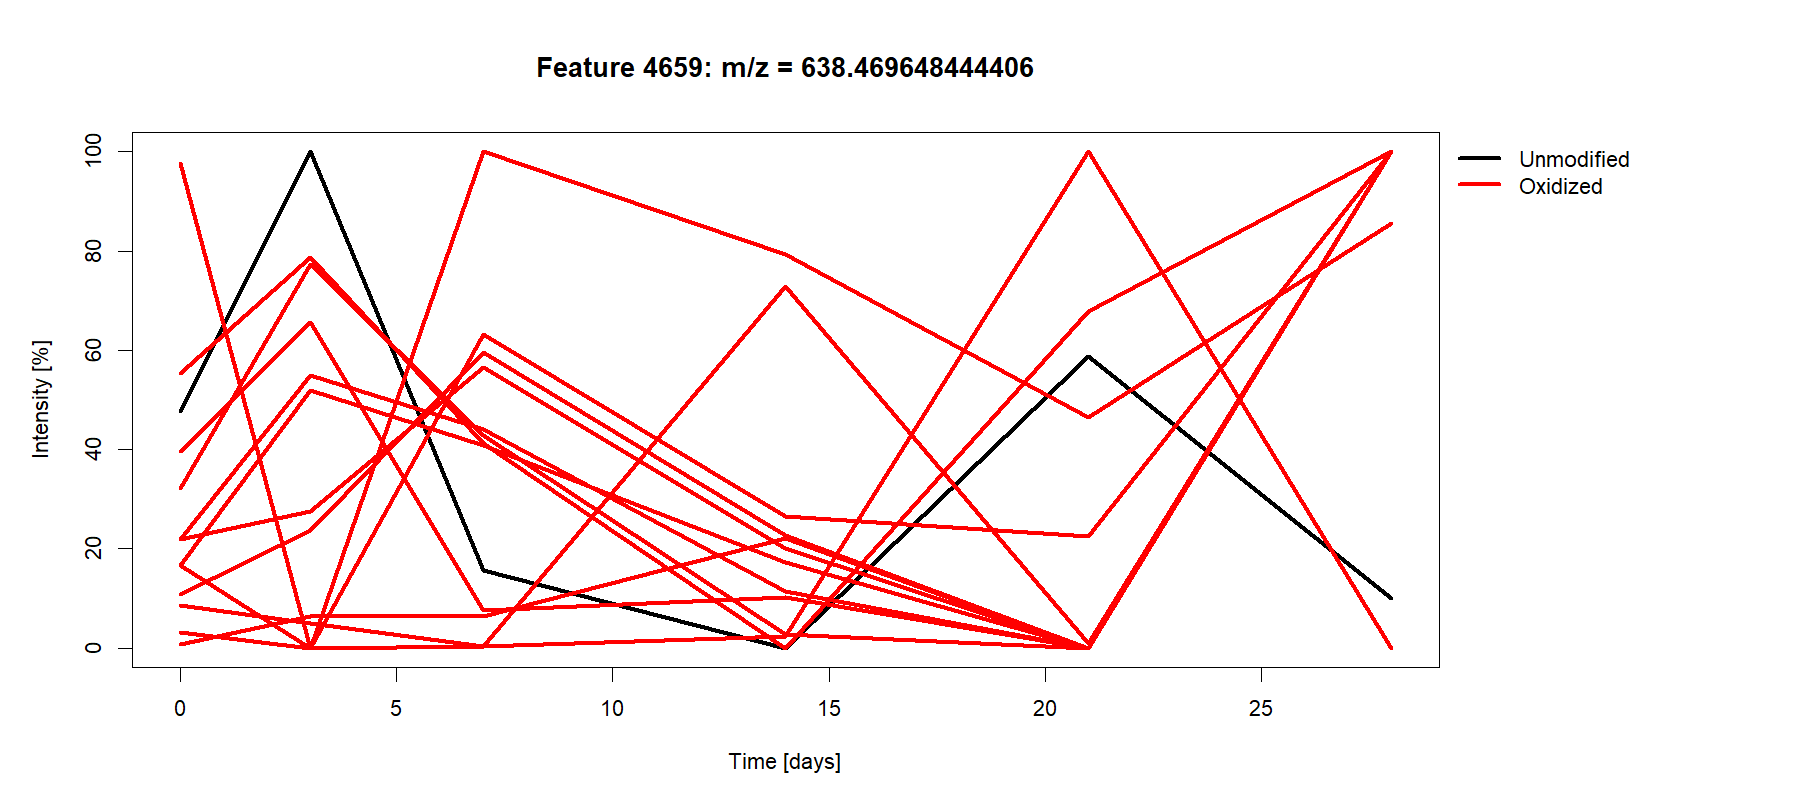 Feature 4659: m/z = 638.469648444406
Unmodified
Oxidized
Intensity [%]
100
80
60
40
20
0
0 5 10 15 20 25
Time [days]